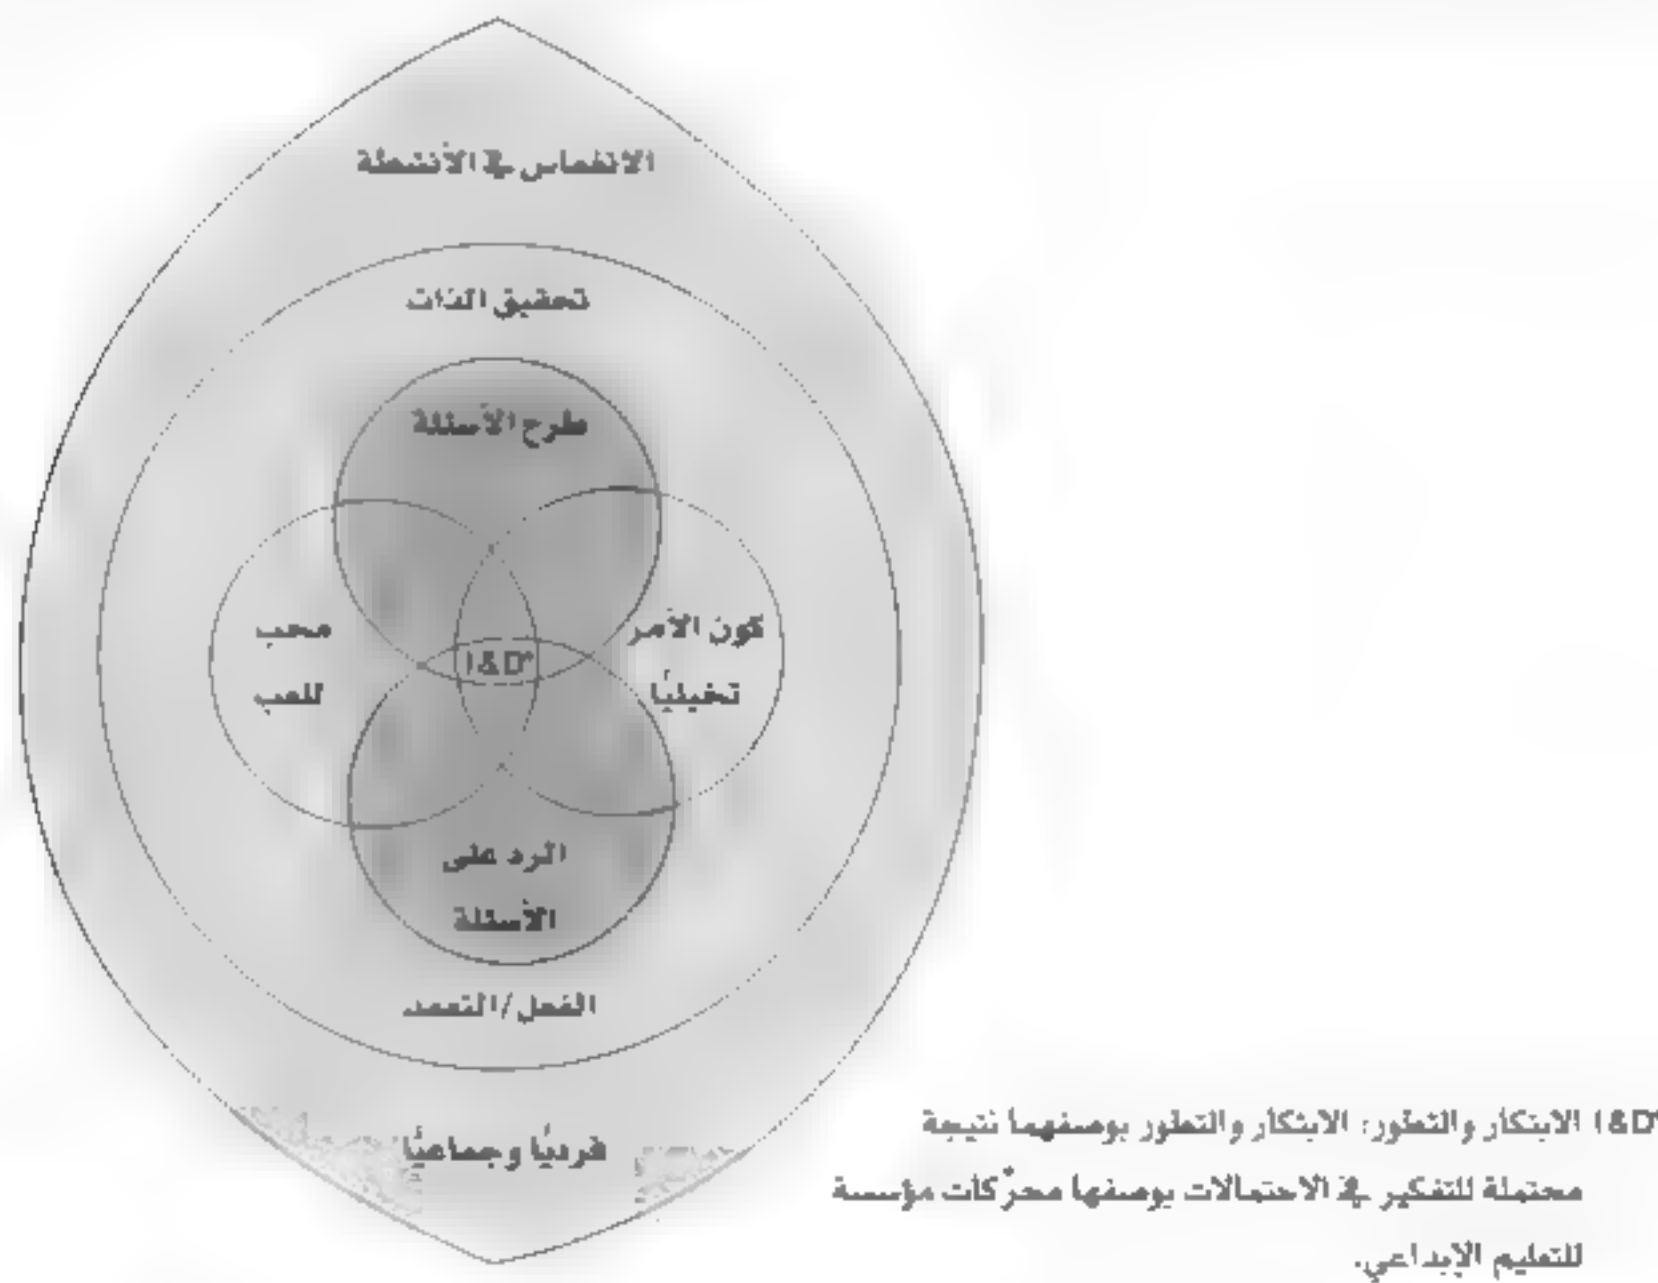 الانغماس في الأنشطة
تحقيق الذات
طرح الأسئلة
محب
للعب
I&D*
كون الأمر
تخيليًا
الرد على
الأسئلة
الفعل/التعمد
فرديًا وجماعيًا
I&D* الابتكار والتطور: الابتكار والتطور بوصفهما نتيجة
محتملة للتفكير في الاحتمالات بوصفها محرّكات مؤسسة
للتعليم الإبداعي.